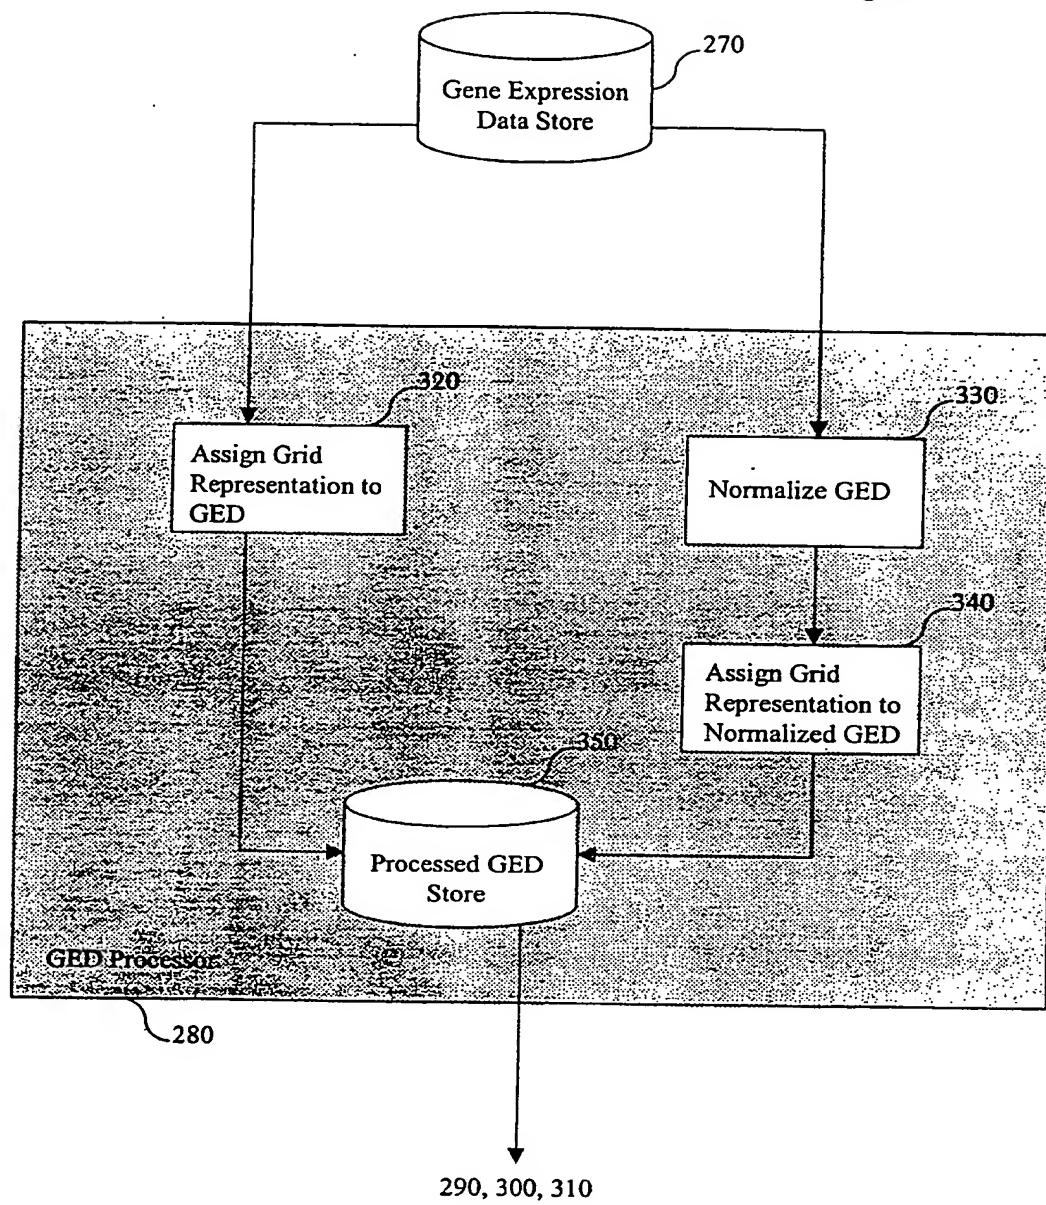 270
Gene Expression
Data Store
320
330
Assign Grid
Representation to
GED
Normalize GED
340
Assign Grid
Representation to
Normalized GED
350
Processed GED
Store
GED Processor
280
290, 300, 310